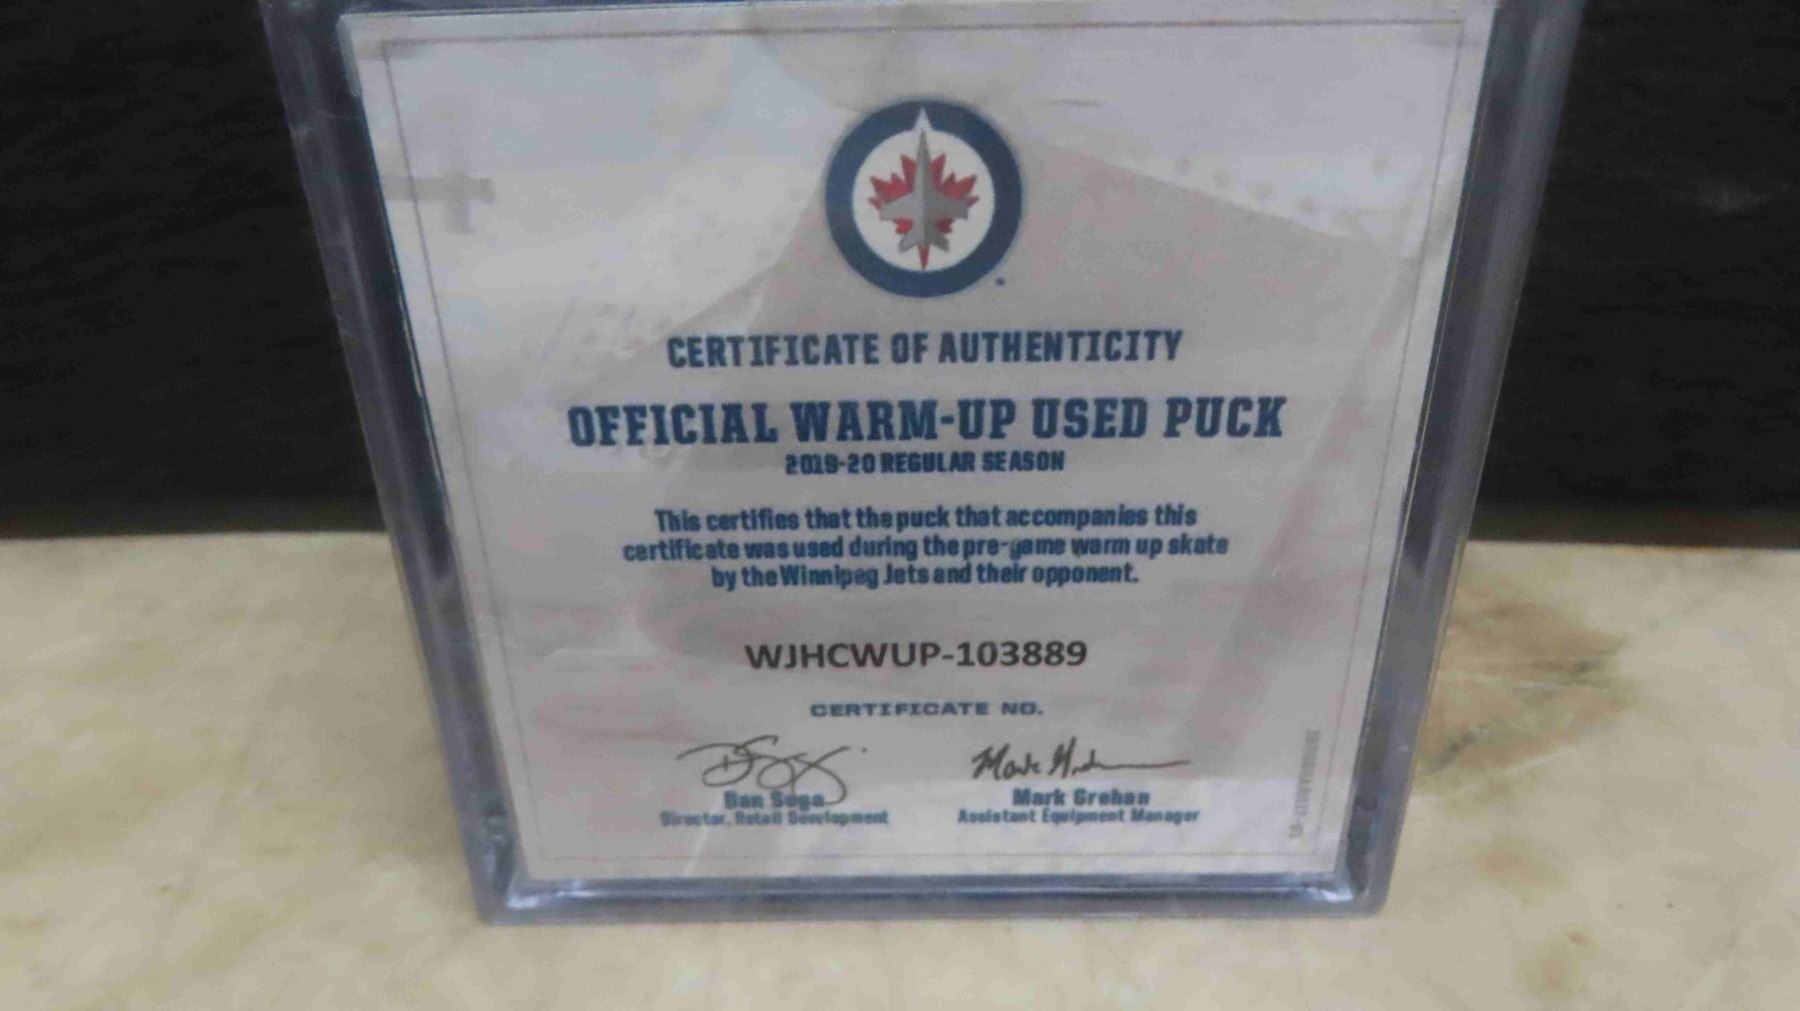 CERTIFICATE OF AUTHENTICITY
OFFICIAL WARM-UP USED PUCK
2019-20 REGULAR SEASON
This certifies that the puck that accompanies this
certificate was used during the pre-game warm up skate
by the Winnipeg Jets and their opponent.
WJHCWUP-103889
CERTIFICATE NO.
Dan
Mark Grehan
Director, Retail Development
Assistant Equipment Manager